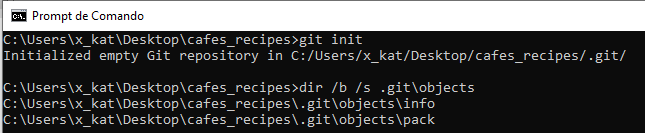 Prompt de Comando
C:\Users\x_kat\Desktop\cafes_recipes>git init
Initialized empty Git repository in C:/Users/x_kat/Desktop/cafes_recipes/.git/
C:\Users\x_kat\Desktop\cafes_recipes>dir /b /s .git\objects
C:\Users\x_kat\Desktop\cafes_recipes\.git\objects\info
C:\Users\x_kat\Desktop\cafes_recipes\.git\objects\pack